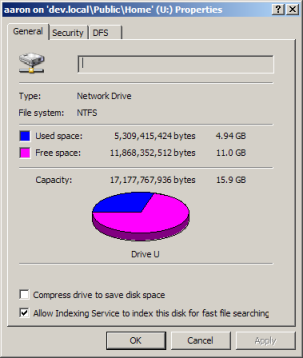 aaron on 'dev.local\Public\Home' (U:) Properties
General Security DFS
Type: Network Drive
File system: NTFS
Used space: 5,309,415,424 bytes 4.94 GB
Free space: 11,868,352,512 bytes 11.0 GB
Capacity: 17,177,767,936 bytes 15.9 GB
Drive U
Compress drive to save disk space
Allow Indexing Service to index this disk for fast file searching
OK Cancel Apply